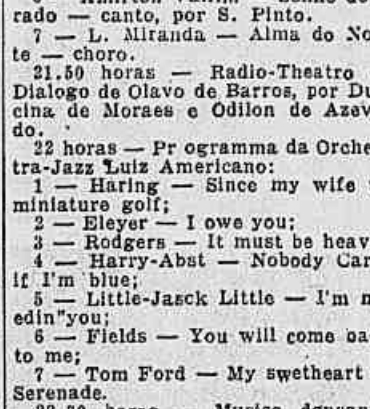 rado — canto, por S. Pinto.
7 — L. Miranda — Alma do No
te — choro.
21.50 horas — Radio-Theatro
Dialogo de Olavo de Barros, por Du
cina de Moraes e Odilon de Azev
do.
22 horas — Pr ogramma da Orche
tra-Jazz Luiz Americano:
1 — Haring — Since my wife
miniature golf;
2 — Eleyer — I owe you;
3 — Rodgers — It must be heav
4 — Harry-Abst — Nobody Car
if I'm blue;
5 — Little-Jasck Little — I'm n
edin"you;
6 — Fields — You will come ba
to me;
7 — Tom Ford — My swetheart
Serenade.